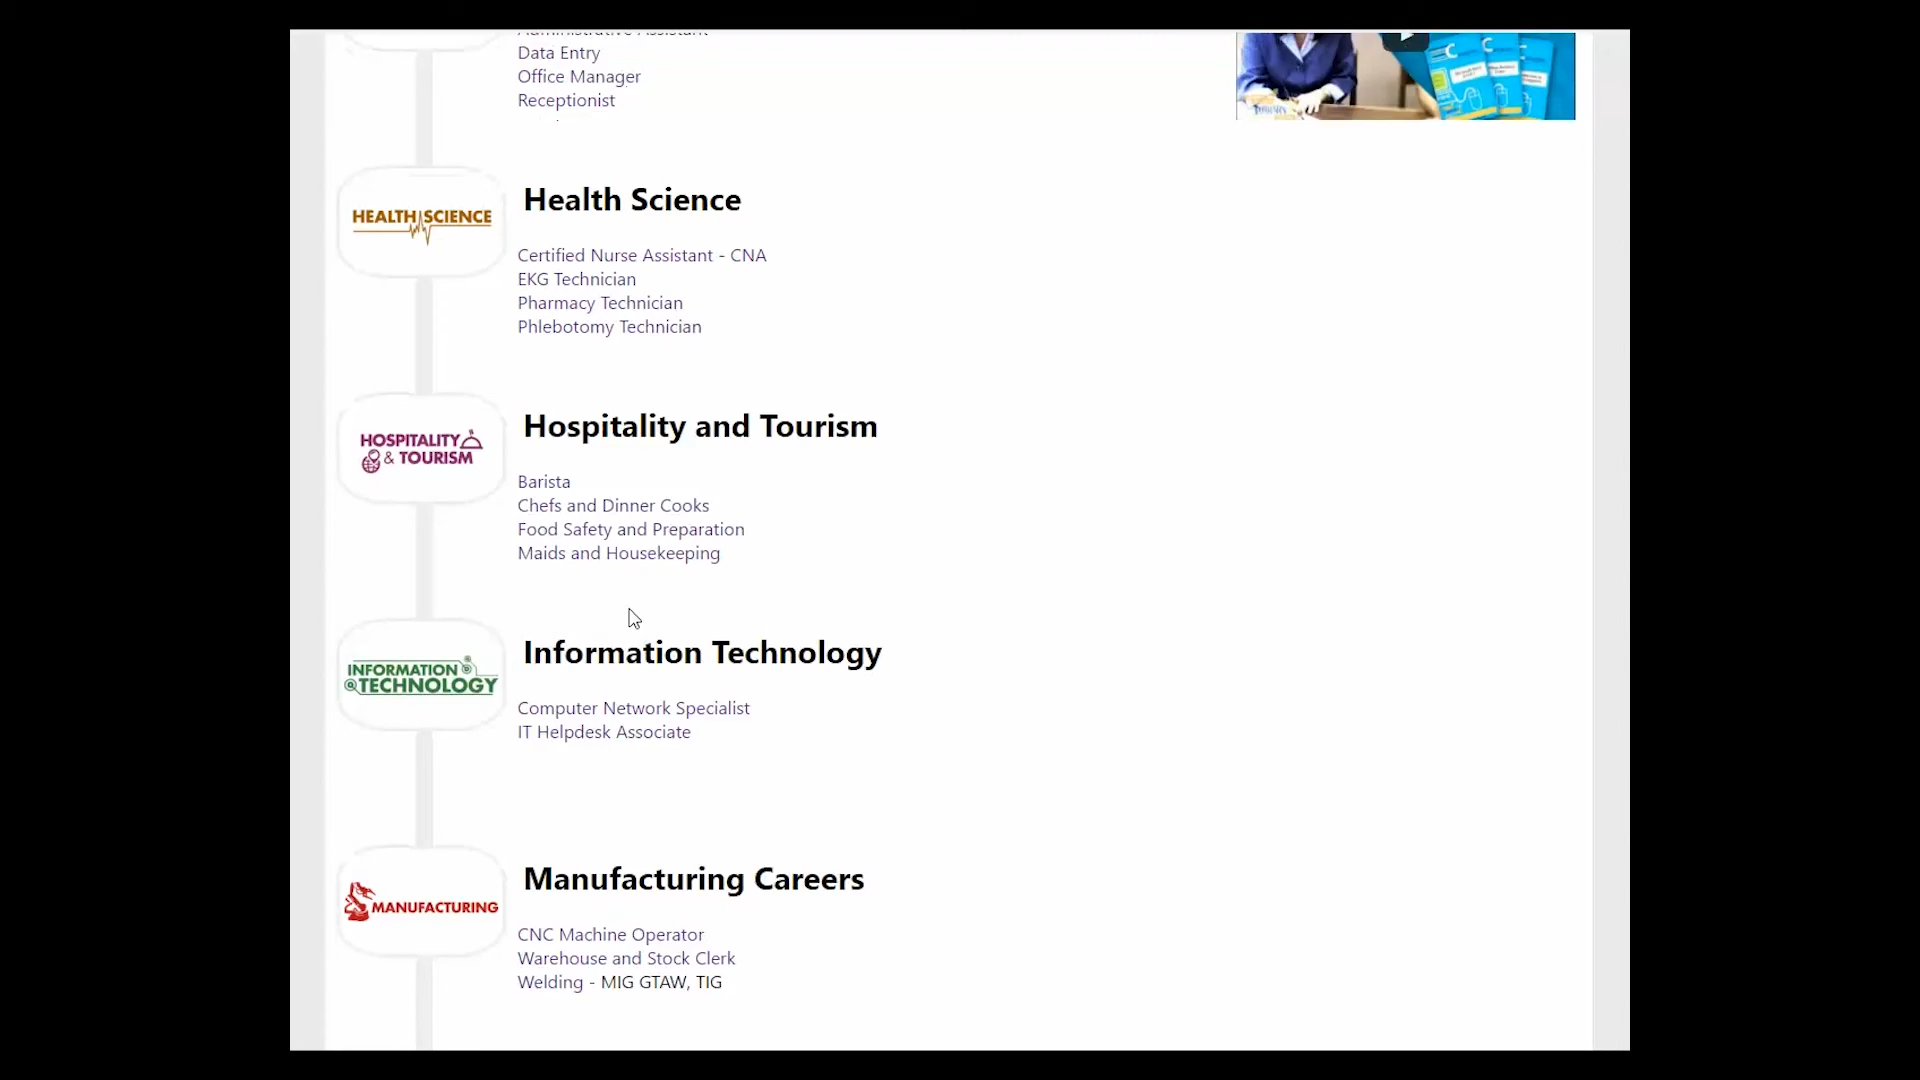 Administrative Assistant
Data Entry
Office Manager
Receptionist
HEALTH SCIENCE
Health Science
Certified Nurse Assistant - CNA
EKG Technician
Pharmacy Technician
Phlebotomy Technician
HOSPITALITY
& TOURISM
Hospitality and Tourism
Barista
Chefs and Dinner Cooks
Food Safety and Preparation
Maids and Housekeeping
INFORMATION
TECHNOLOGY
Information Technology
Computer Network Specialist
IT Helpdesk Associate
MANUFACTURING
Manufacturing Careers
CNC Machine Operator
Warehouse and Stock Clerk
Welding - MIG GTAW, TIG